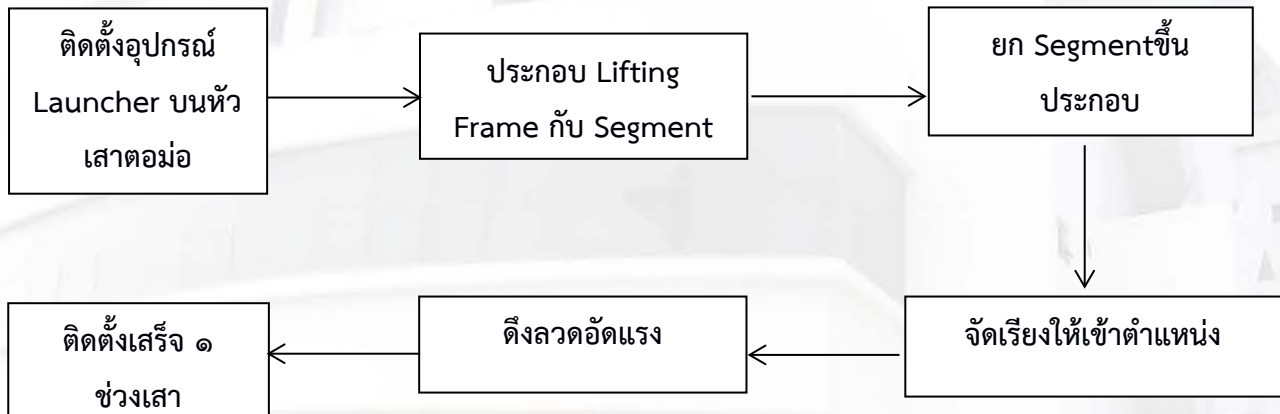 ติดตั้งอุปกรณ์
Launcher บนหัว
เสาตอม่อ
ประกอบ Lifting
Frame กับ Segment
ยก Segmentขึ้น
ประกอบ
จัดเรียงให้เข้าตำแหน่ง
ดึงลวดอัดแรง
ติดตั้งเสร็จ ๑
ช่วงเสา